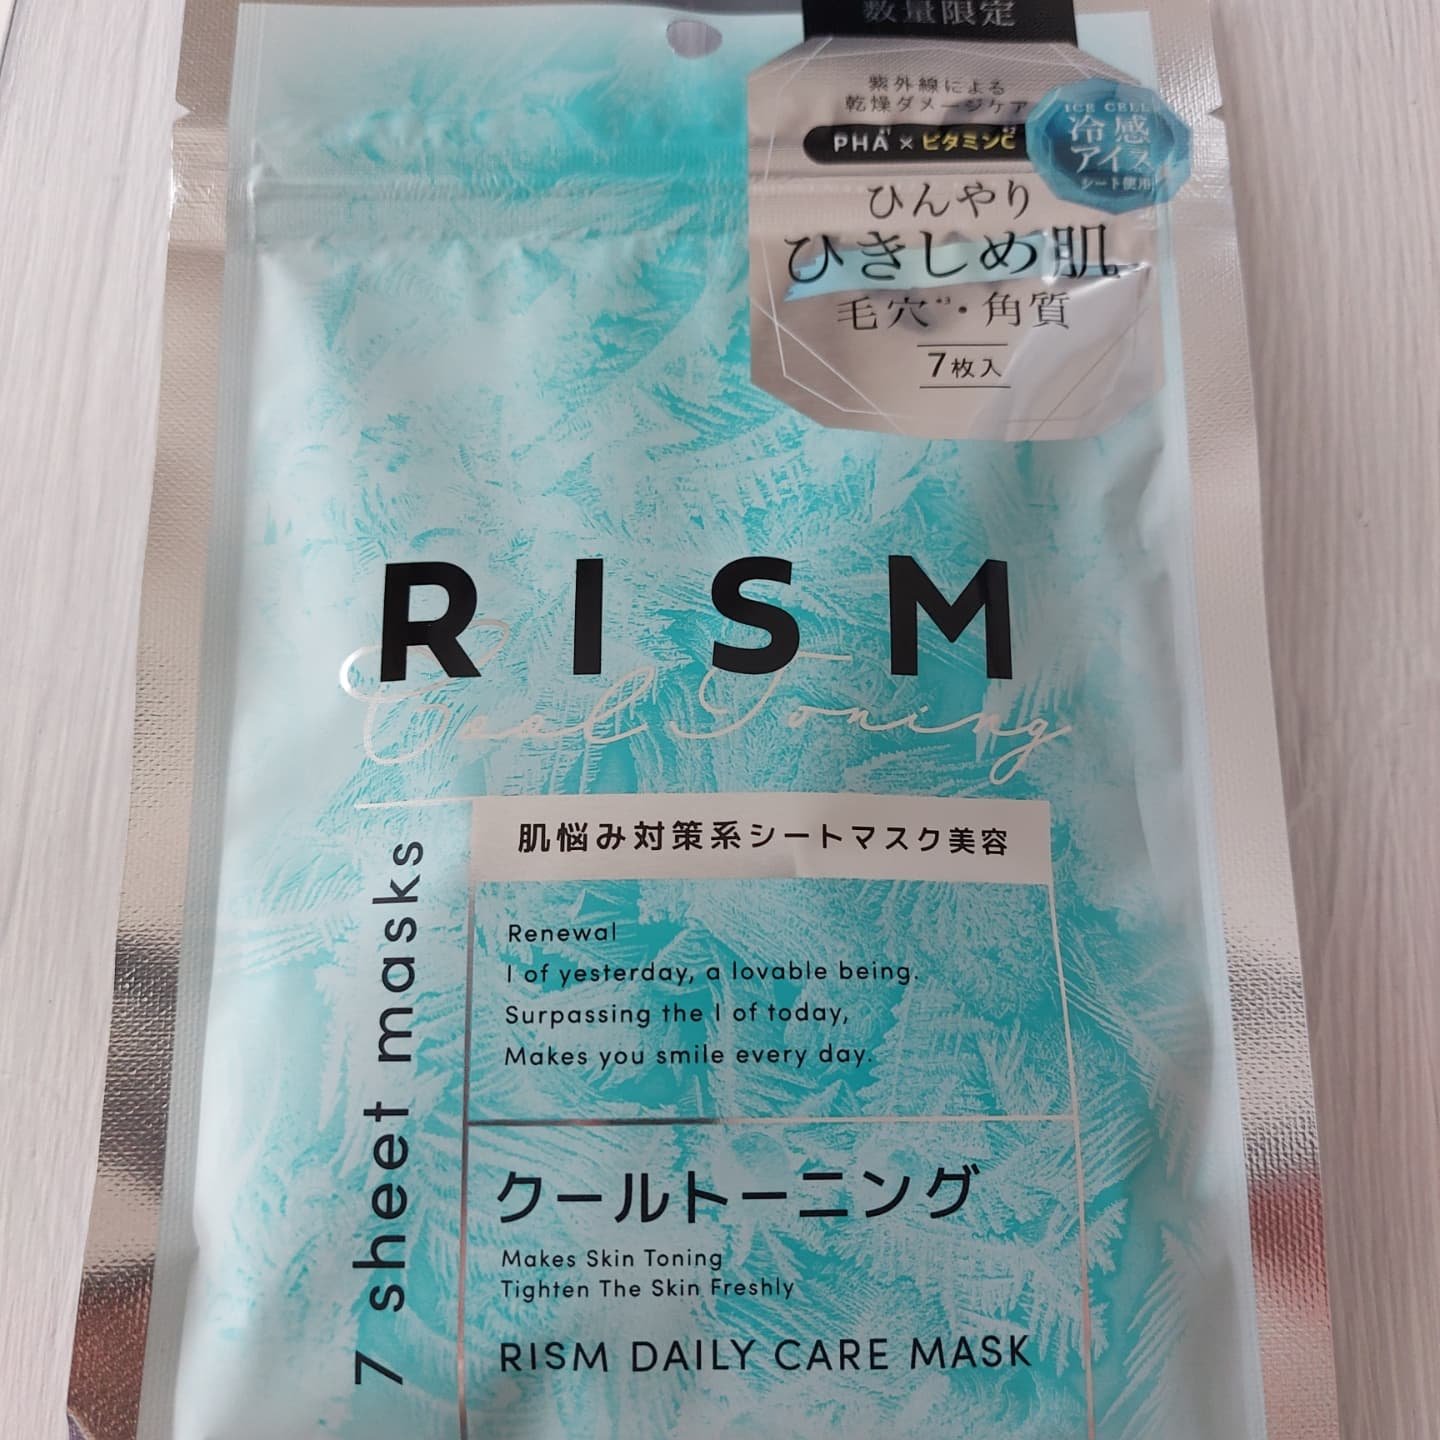 数量限定
紫外線による
乾燥ダメージケア
PHA × ビタミンC
ICE CELL
冷感
アイス
シート使用
ひんやり
ひきしめ肌
毛穴*³・角質
7枚入
RISM
Cool Toning
肌悩み対策系シートマスク美容
7 sheet masks
Renewal
I of yesterday, a lovable being.
Surpassing the I of today,
Makes you smile every day.
クールトーニング
Makes Skin Toning
Tighten The Skin Freshly
RISM DAILY CARE MASK